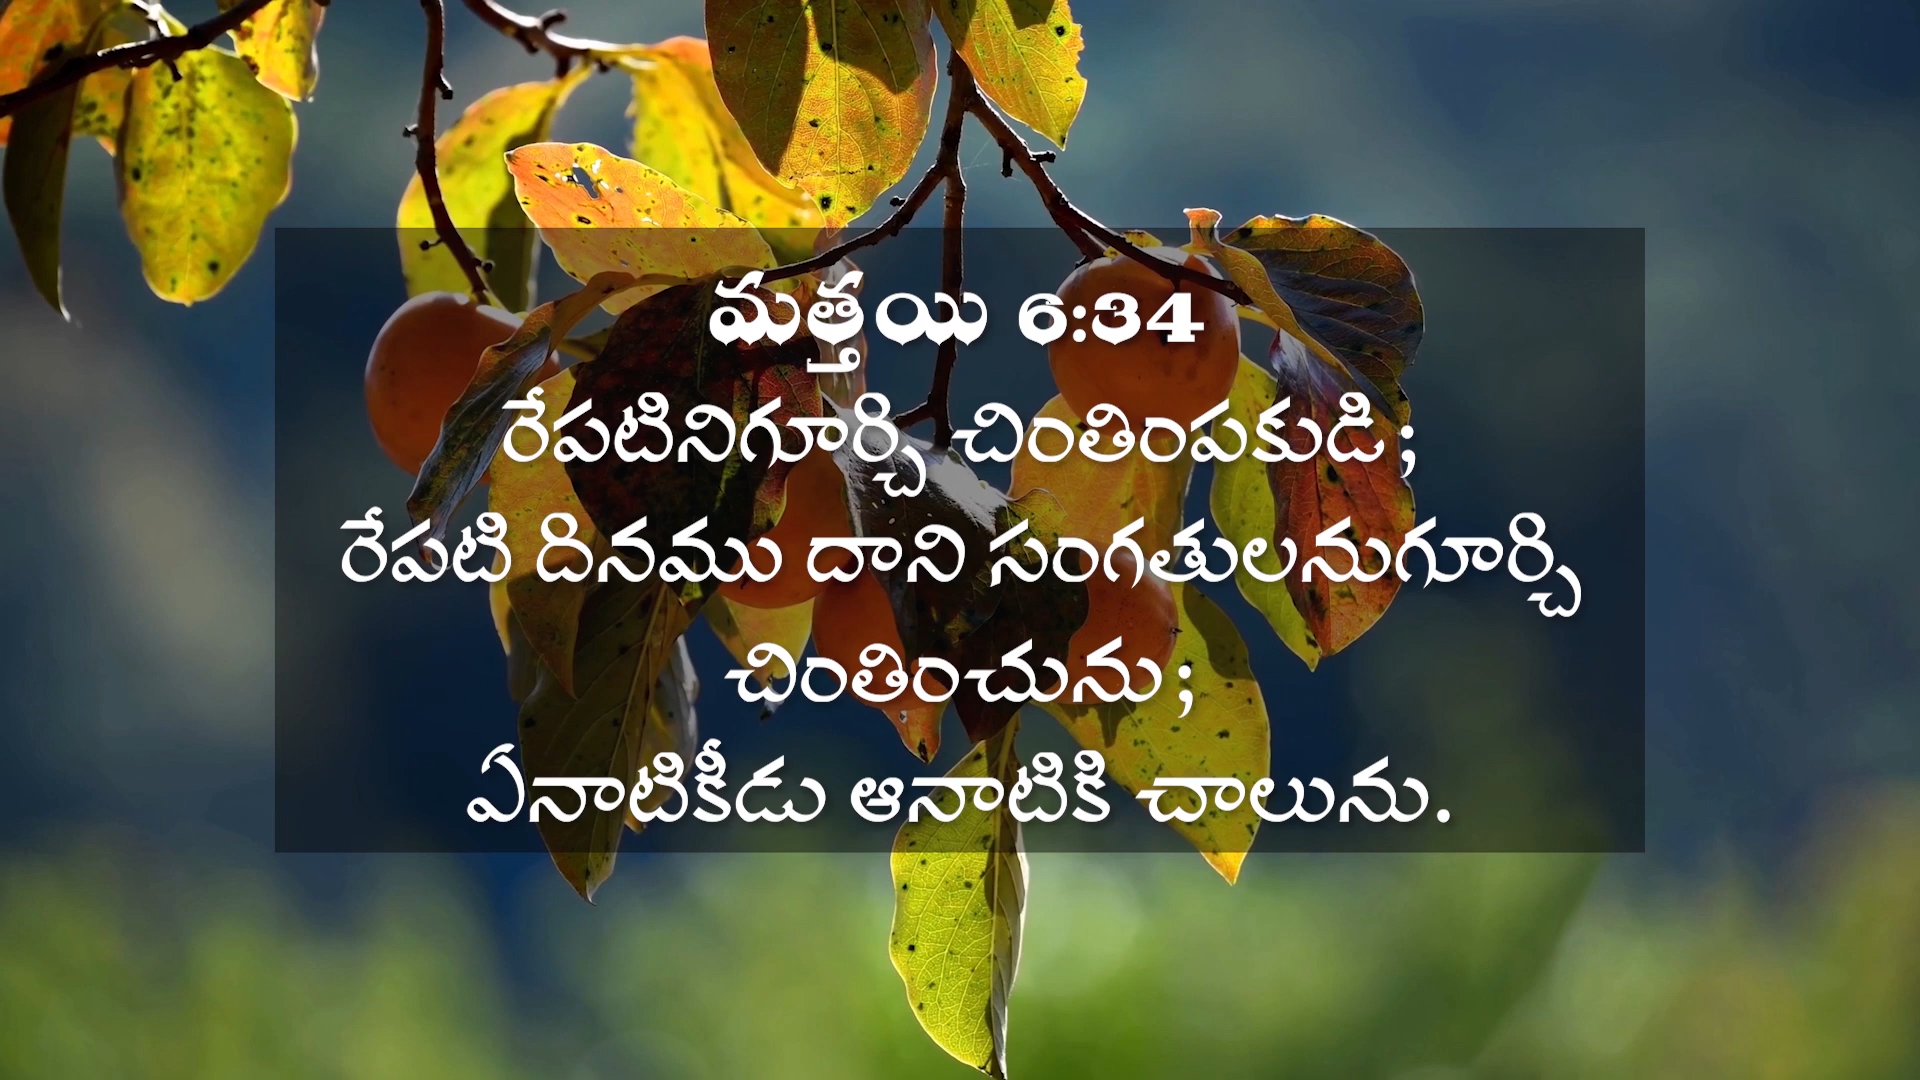 మత్తయి 6:34
రేపటినిగూర్చి చింతింపకుడి;
రేపటి దినము దాని సంగతులనుగూర్చి
చింతించును;
ఏనాటికీడు ఆనాటికి చాలును.